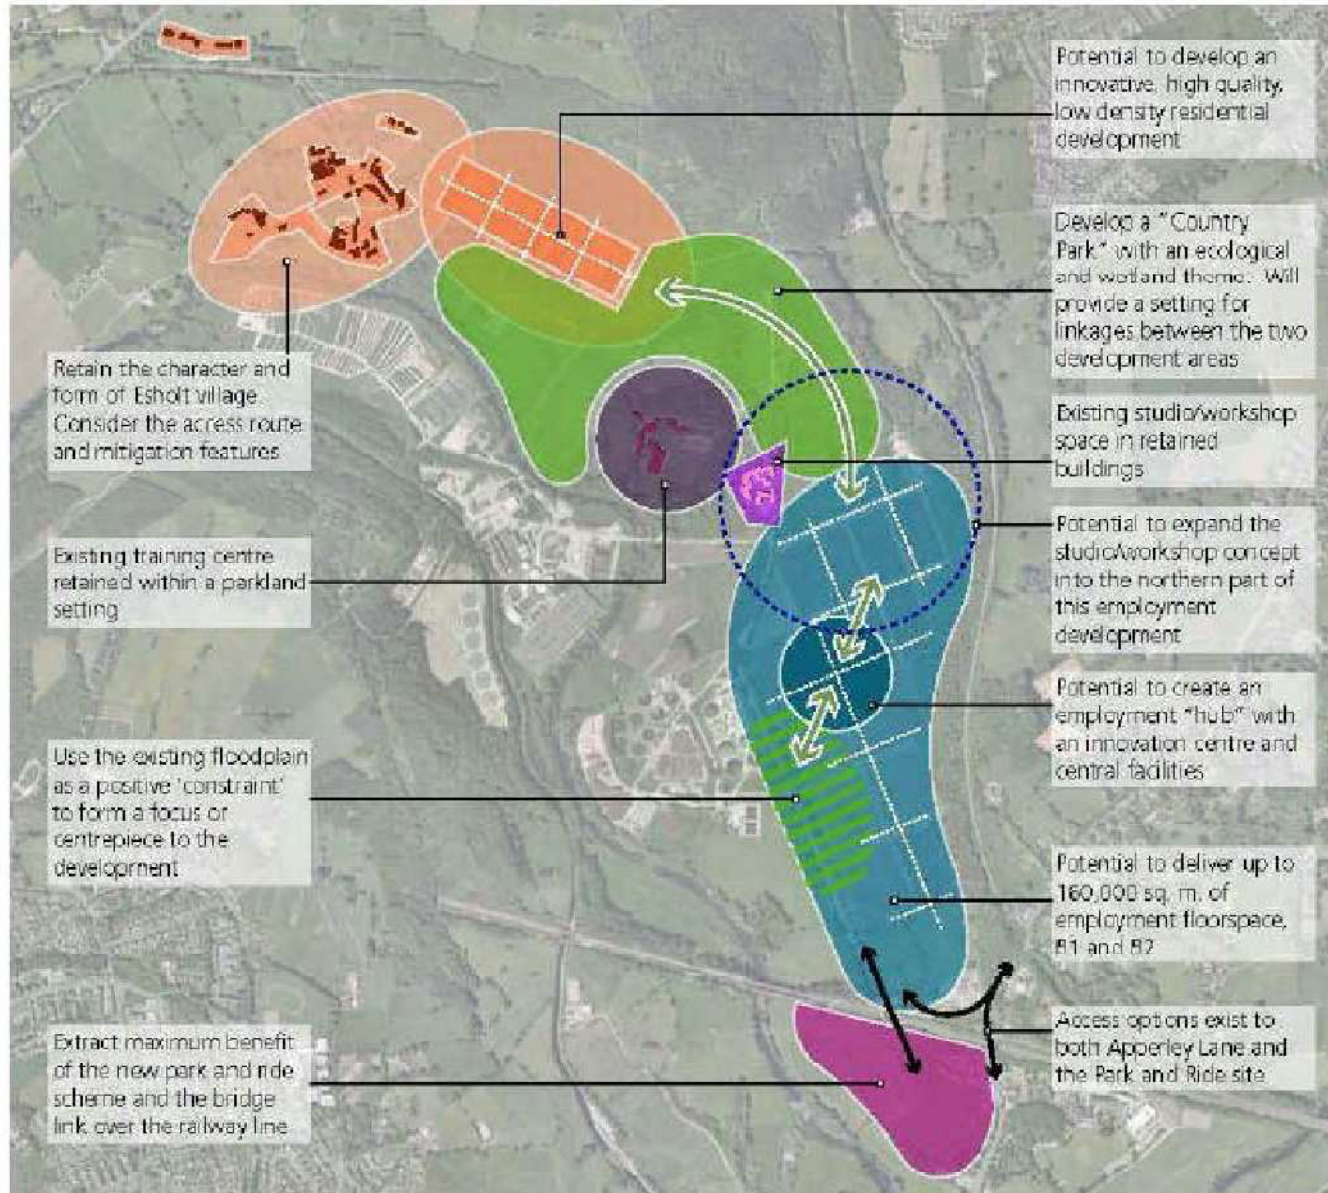 Potential to develop an
innovative, high quality,
low density residential
development
Develop a "Country
Park" with an ecological
and wetland theme. Will
provide a setting for
linkages between the two
development areas
Existing studio/workshop
space in retained
buildings
Potential to expand the
studio/workshop concept
into the northern part of
this employment
development
Potential to create an
employment "hub" with
an innovation centre and
central facilities
Potential to deliver up to
160,000 sq. m. of
employment floorspace,
B1 and B2
Access options exist to
both Apperley Lane and
the Park and Ride site
Retain the character and
form of Esholt village
Consider the access route
and mitigation features
Existing training centre
retained within a parkland
setting
Use the existing floodplain
as a positive 'constraint'
to form a focus or
centrepiece to the
development
Extract maximum benefit
of the new park and ride
scheme and the bridge
link over the railway line